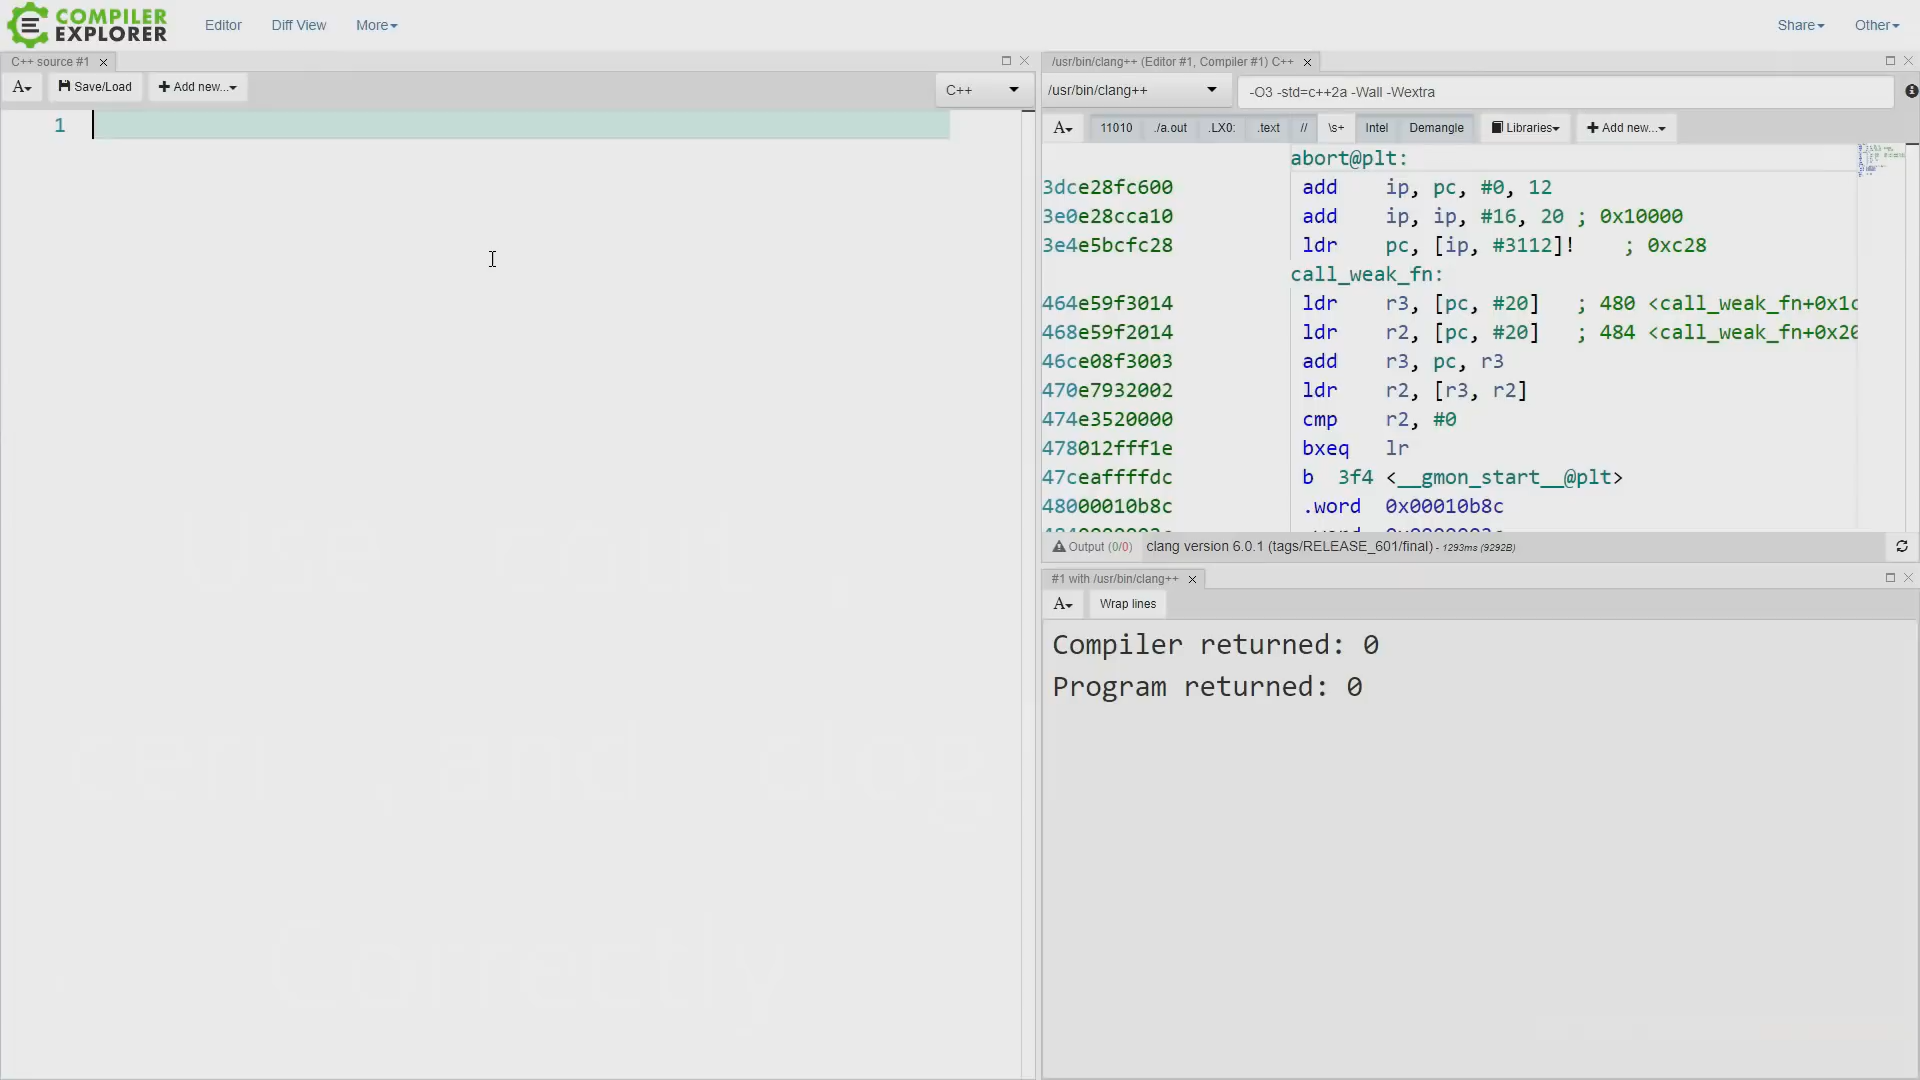 COMPILER
EXPLORER
Editor
Diff View
More
Share
Other
C++ source #1
A
Save/Load
Add new...
C++
1
/usr/bin/clang++ (Editor #1, Compiler #1) C++
/usr/bin/clang++
-O3 -std=c++2a -Wall -Wextra
A
11010
./a.out
.LX0:
.text
//
\s+
Intel
Demangle
Libraries
Add new...
abort@plt:
3dce28fc600 add ip, pc, #0, 12
3e0e28cca10 add ip, ip, #16, 20 ; 0x10000
3e4e5bcfc28 ldr pc, [ip, #3112]! ; 0xc28
call_weak_fn:
464e59f3014 ldr r3, [pc, #20] ; 480 <call_weak_fn+0x1c
468e59f2014 ldr r2, [pc, #20] ; 484 <call_weak_fn+0x20
46ce08f3003 add r3, pc, r3
470e7932002 ldr r2, [r3, r2]
474e3520000 cmp r2, #0
478012fff1e bxeq lr
47ceaffffdc b 3f4 <__gmon_start__@plt>
48000010b8c .word 0x00010b8c
Output (0/0)
clang version 6.0.1 (tags/RELEASE_601/final) - 1293ms (9292B)
#1 with /usr/bin/clang++
A
Wrap lines
Compiler returned: 0
Program returned: 0
and clog
Correctly